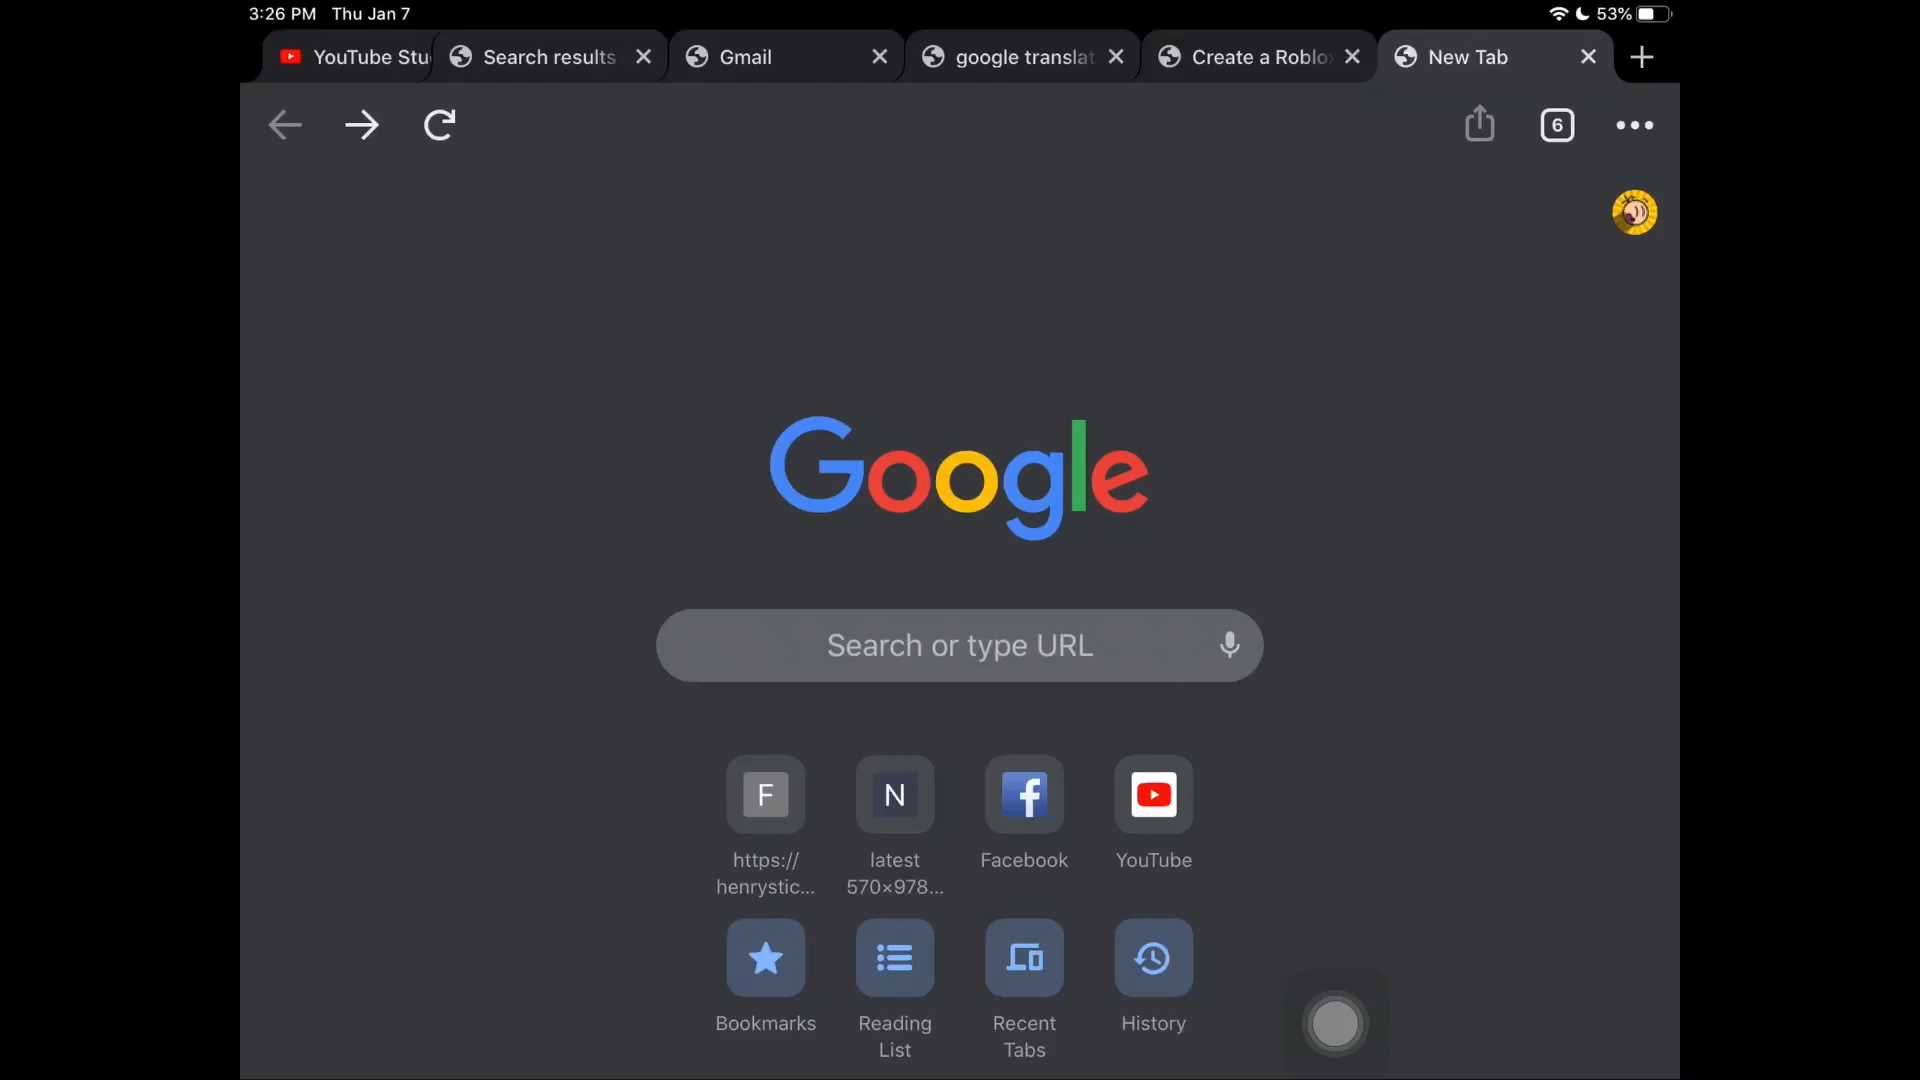 3:26 PM Thu Jan 7
53%
YouTube Stu
Search results
Gmail
google translat
Create a Roblox
New Tab
6
Google
Search or type URL
F
N
https://
henrystic...
latest
570×978...
Facebook
YouTube
Bookmarks
Reading
List
Recent
Tabs
History